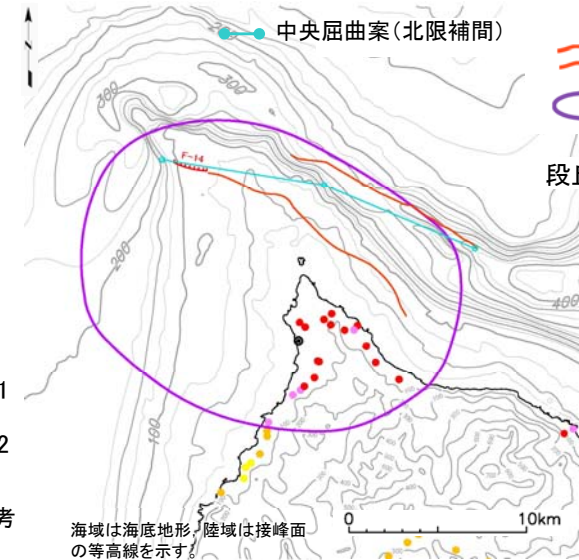 中央屈曲案(北限補間)
200
300
300
段丘
F-14
200
400
100
1
2
考
0 10km
海域は海底地形，陸域は接峰面
の等高線を示す。